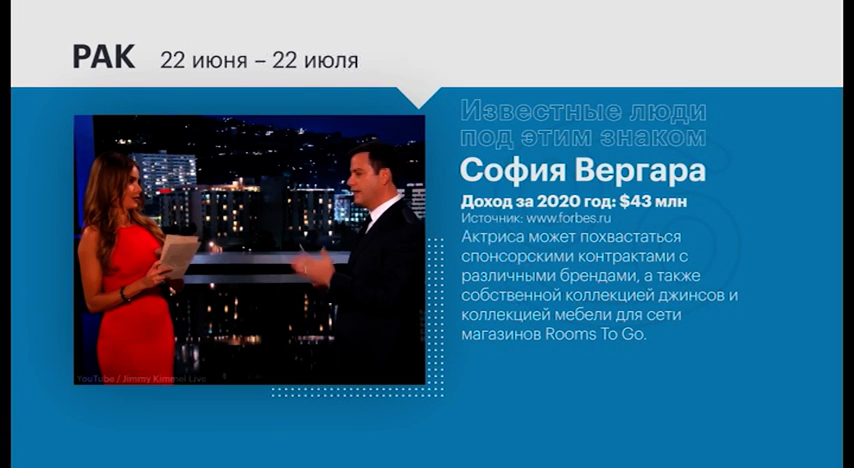 РАК 22 июня – 22 июля
Известные люди
под этим знаком
София Вергара
Доход за 2020 год: $43 млн
Источник: www.forbes.ru
Актриса может похвастаться
спонсорскими контрактами с
различными брендами, а также
собственной коллекцией джинсов и
коллекцией мебели для сети
магазинов Rooms To Go.
YouTube / Jimmy Kimmel Live